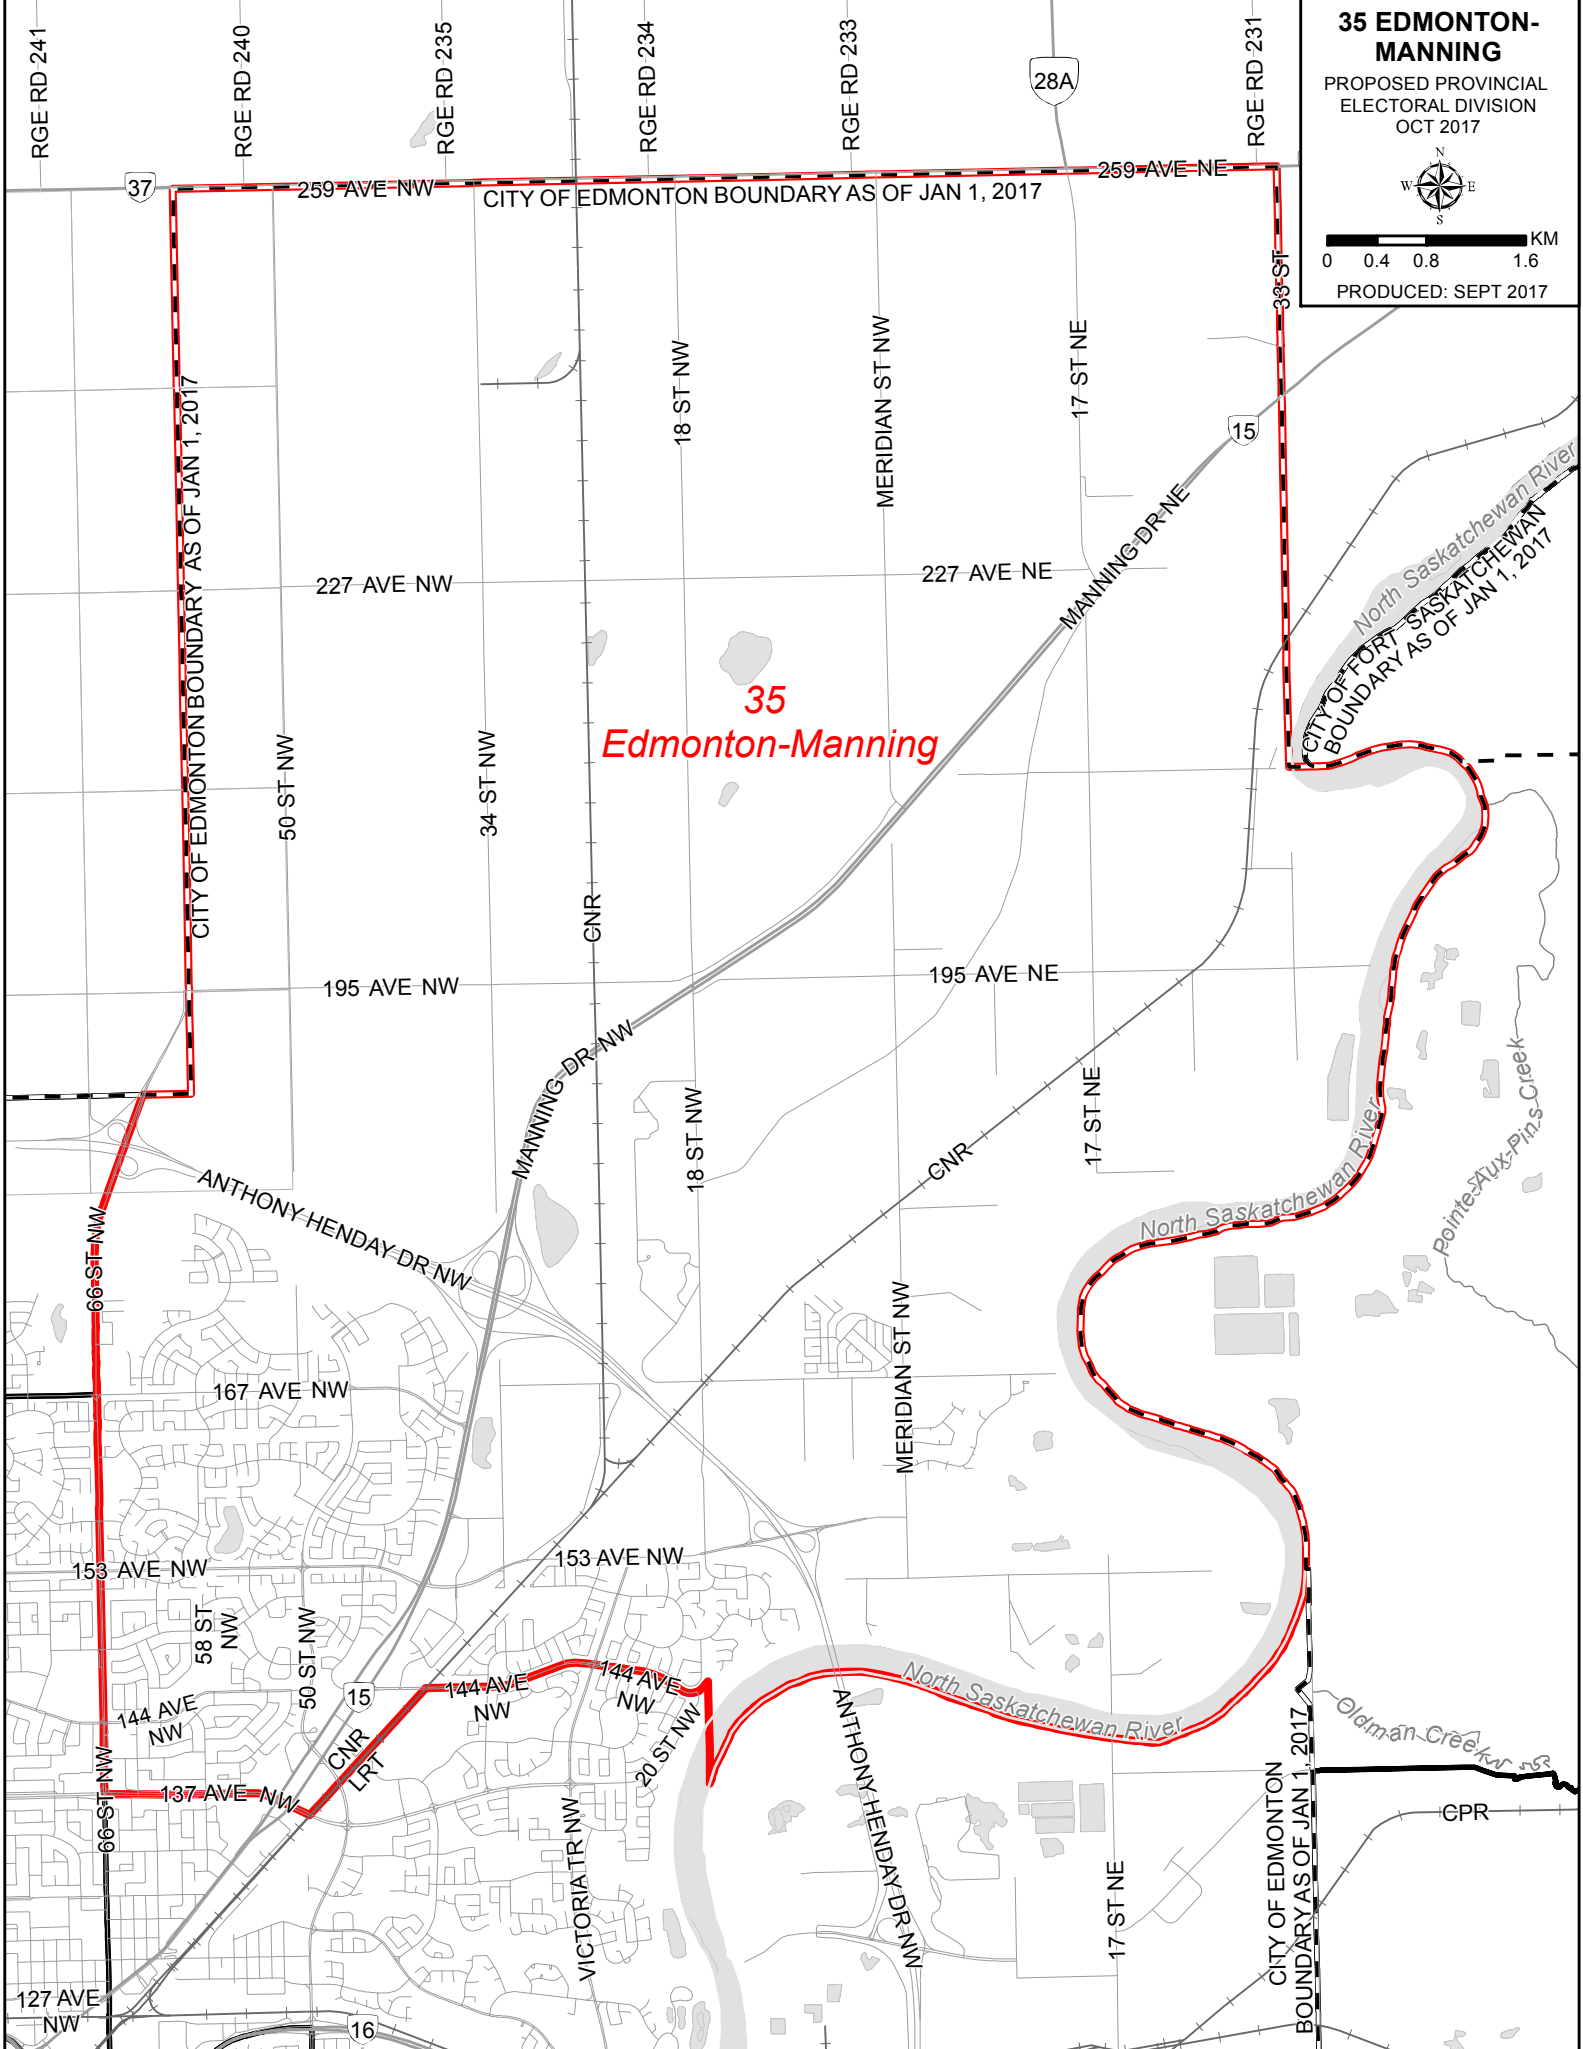 35 EDMONTON-
MANNING
PROPOSED PROVINCIAL
ELECTORAL DIVISION
OCT 2017
N
W E
S
KM
0 0.4 0.8 1.6
PRODUCED: SEPT 2017
RGE RD 241
RGE RD 240
RGE RD 235
RGE RD 234
RGE RD 233
28A
RGE RD 231
37
259 AVE NW
259 AVE NE
CITY OF EDMONTON BOUNDARY AS OF JAN 1, 2017
33 ST
CITY OF EDMONTON BOUNDARY AS OF JAN 1, 2017
18 ST NW
MERIDIAN ST NW
17 ST NE
15
MANNING DR NE
North Saskatchewan River
CITY OF FORT SASKATCHEWAN
BOUNDARY AS OF JAN 1, 2017
227 AVE NW
227 AVE NE
35
Edmonton-Manning
50 ST NW
34 ST NW
CNR
195 AVE NW
195 AVE NE
MANNING DR NW
18 ST NW
CNR
17 ST NE
North Saskatchewan River
Pointe-Aux-Pins Creek
ANTHONY HENDAY DR NW
66 ST NW
MERIDIAN ST NW
167 AVE NW
153 AVE NW
153 AVE NW
58 ST
NW
50 ST NW
15
144 AVE
NW
144 AVE
NW
144 AVE
NW
20 ST NW
CNR
LRT
North Saskatchewan River
ANTHONY HENDAY DR NW
Oldman Creek
66 ST NW
137 AVE NW
VICTORIA TR NW
17 ST NE
CITY OF EDMONTON
BOUNDARY AS OF JAN 1, 2017
CPR
127 AVE
NW
16